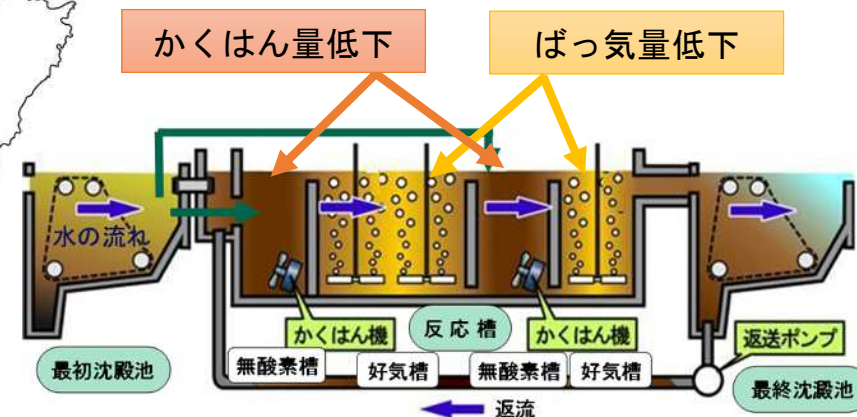 かくはん量低下
ばっ気量低下
水の流れ
かくはん機
反応槽
かくはん機
返送ポンプ
最初沈殿池
無酸素槽
好気槽
無酸素槽
好気槽
最終沈澱池
返流